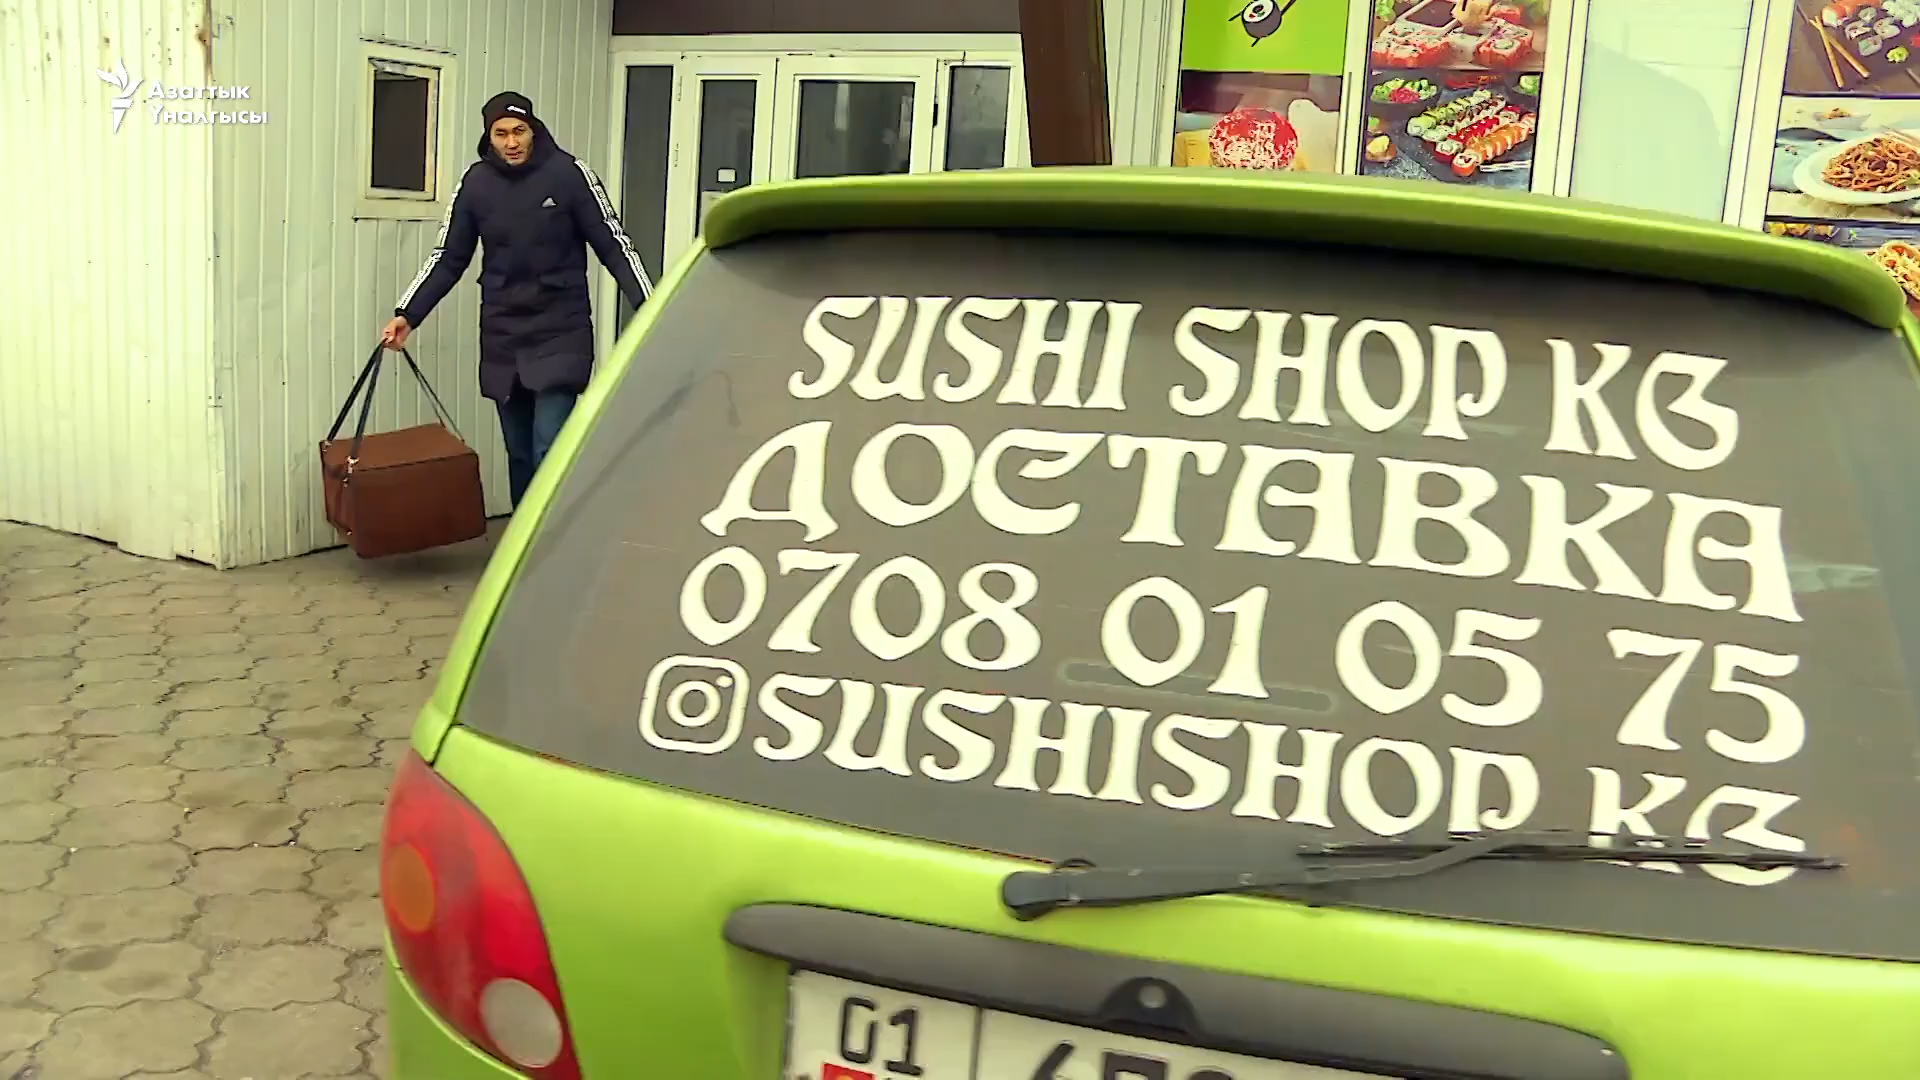 Азаттык
Үналгысы
SUSHI SHOP KG
ДОСТАВКА
0708 01 05 75
SUSHISHOP KG
01